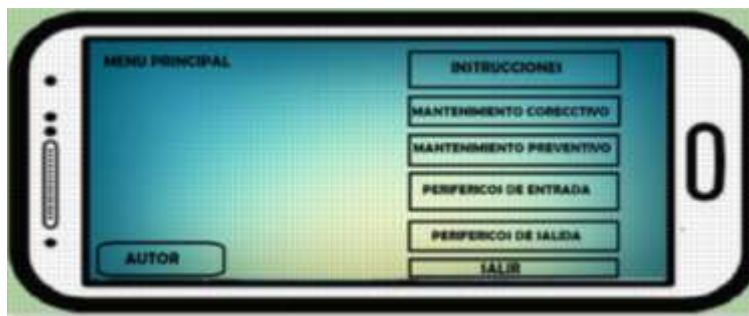 MENU PRINCIPAL
INSTRUCCIONES
MANTENIMIENTO CORECCTIVO
MANTENIMIENTO PREVENTIVO
PERIFERICOS DE ENTRADA
PERIFERICOS DE SALIDA
AUTOR
SALIR